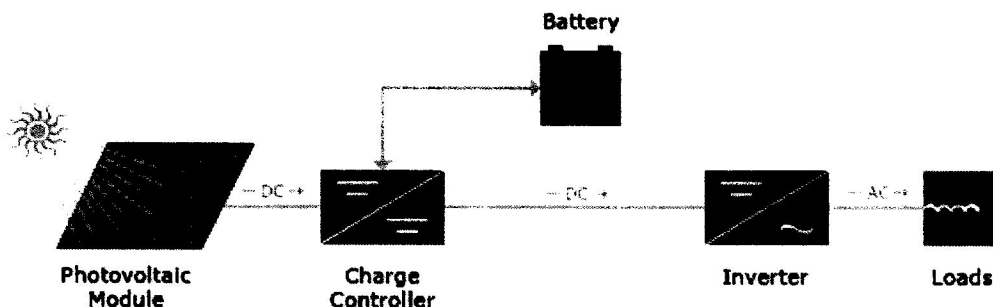 Battery
DC
DC
AC
Photovoltaic
Module
Charge
Controller
Inverter
Loads